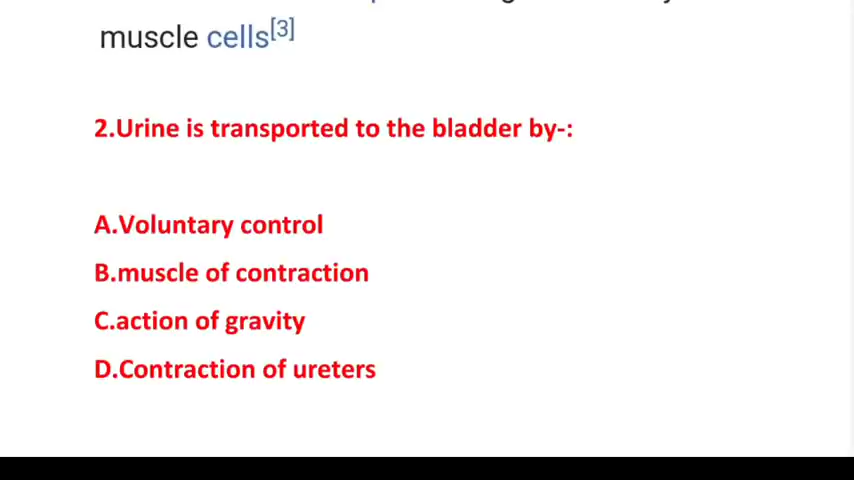 muscle cells[3]
2.Urine is transported to the bladder by-:
A.Voluntary control
B.muscle of contraction
C.action of gravity
D.Contraction of ureters